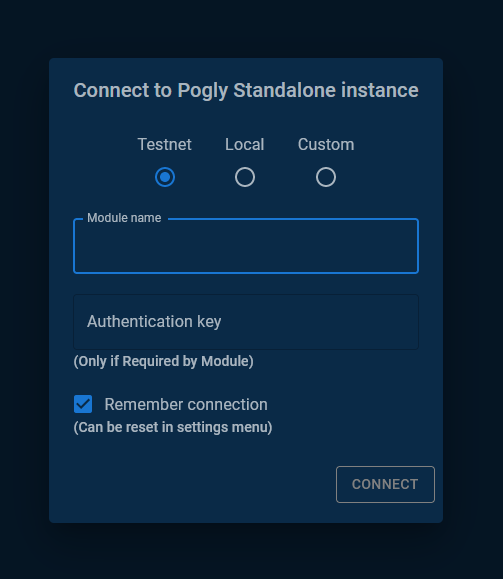 Connect to Pogly Standalone instance
Testnet Local Custom
Module name
Authentication key
(Only if Required by Module)
Remember connection
(Can be reset in settings menu)
CONNECT